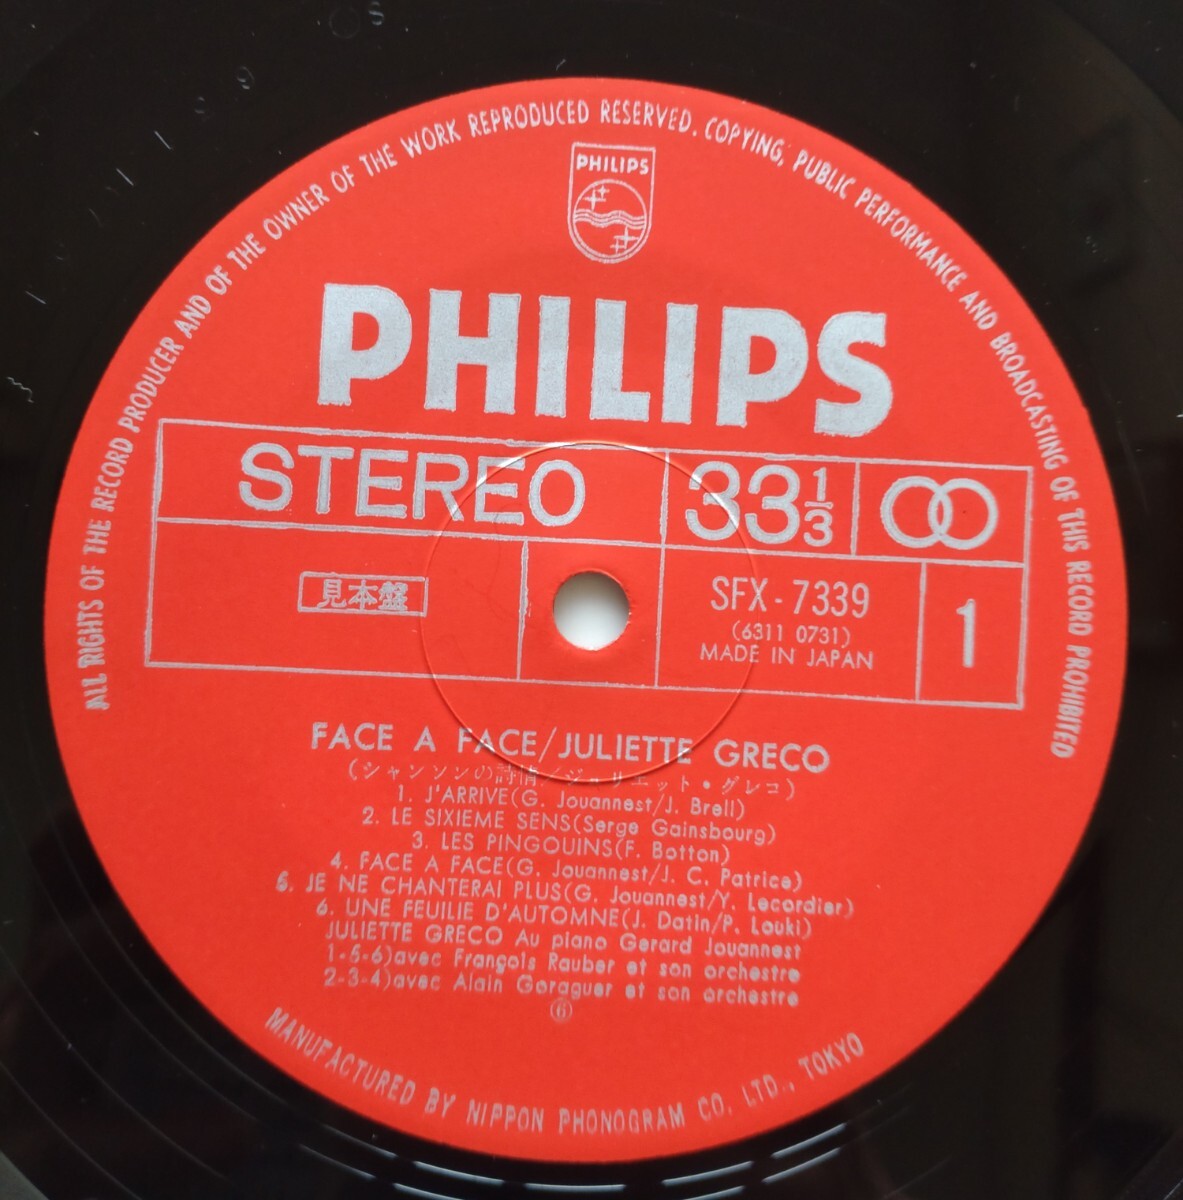 ALL RIGHTS OF THE RECORD PRODUCER AND OF THE OWNER OF THE WORK REPRODUCED RESERVED. COPYING, PUBLIC PERFORMANCE AND BROADCASTING OF THIS RECORD PROHIBITED
PHILIPS
PHILIPS
STEREO
33 1/3
見本盤
SFX-7339
(6311 0731)
MADE IN JAPAN
1
FACE A FACE/JULIETTE GRECO
(シャンソンの詩情/ジュリエット・グレコ)
1. J'ARRIVE(G. Jouannest/J. Brell)
2. LE SIXIEME SENS(Serge Gainsbourg)
3. LES PINGOUINS(F. Botton)
4. FACE A FACE(G. Jouannest/J. C. Patrice)
5. JE NE CHANTERAI PLUS(G. Jouannest/Y. Lecordier)
6. UNE FEUILIE D'AUTOMNE(J. Datin/P. Louki)
JULIETTE GRECO Au piano Gerard Jouannest
1-5-6)avec François Rauber et son orchestre
2-3-4)avec Alain Goraguer et son orchestre
⑥
MANUFACTURED BY NIPPON PHONOGRAM CO. LTD., TOKYO